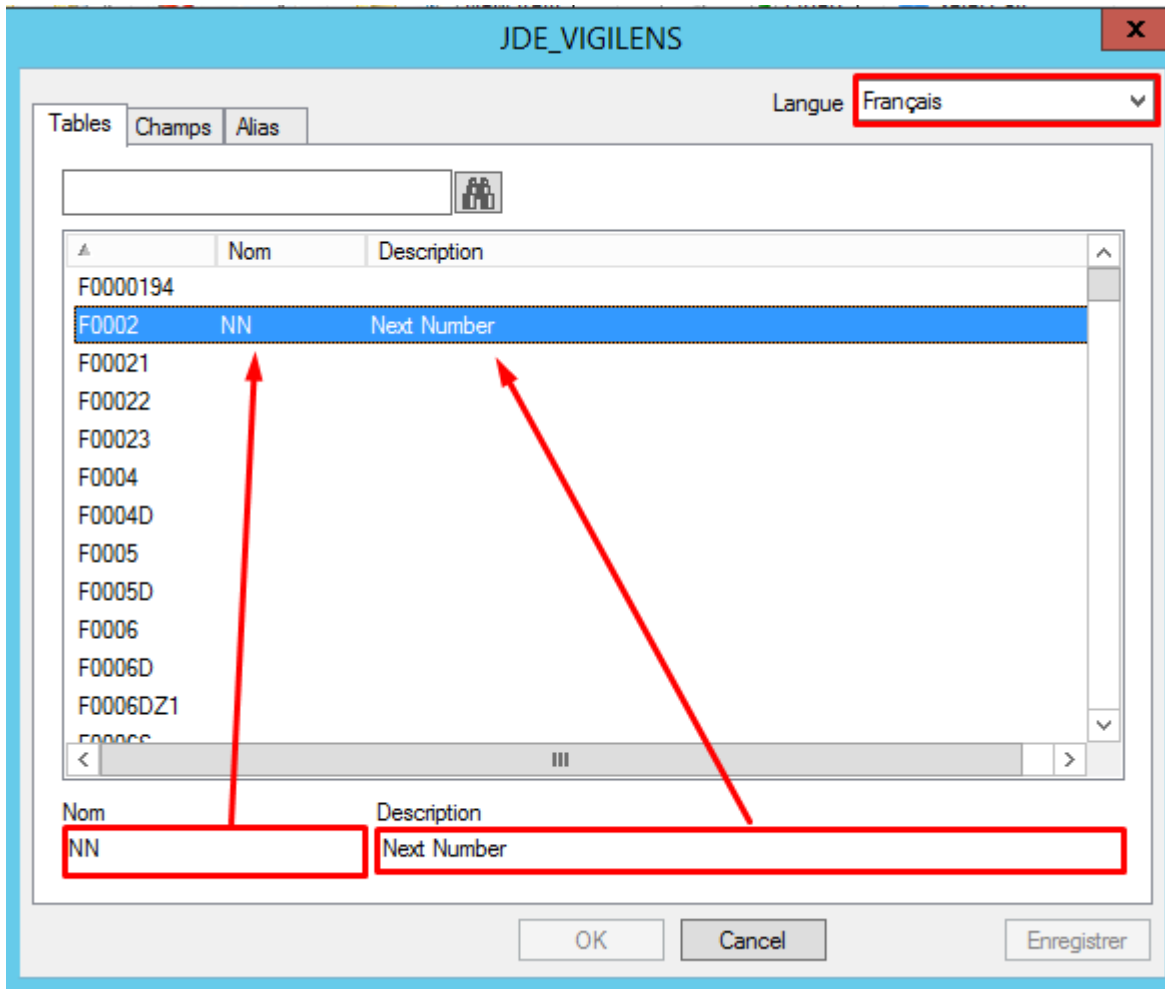 JDE_VIGILENS
x
Langue Français
Tables Champs Alias
Nom Description
F0000194
F0002 NN Next Number
F00021
F00022
F00023
F0004
F0004D
F0005
F0005D
F0006
F0006D
F0006DZ1
Nom Description
NN Next Number
OK Cancel Enregistrer